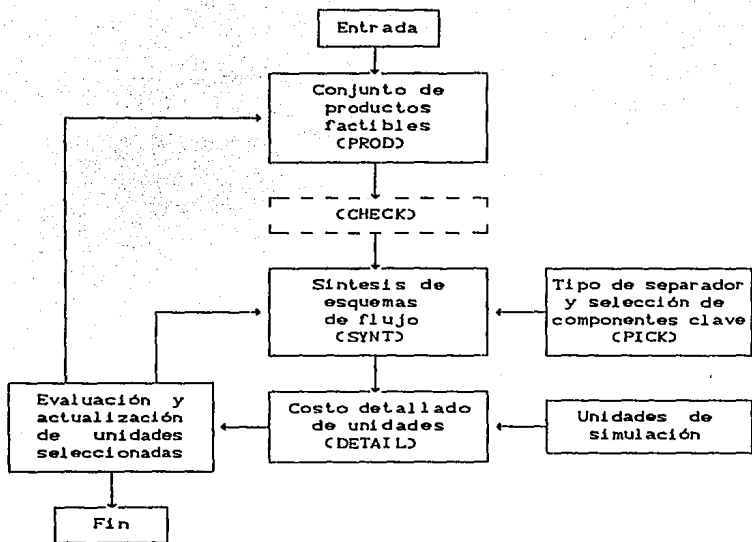 Entrada
Conjunto de
productos
factibles
(PROD)
(CHECK)
Síntesis de
esquemas
de flujo
(SYNT)
Tipo de separador
y selección de
componentes clave
(PICK)
Evaluación y
actualización
de unidades
seleccionadas
Costo detallado
de unidades
(DETAIL)
Unidades de
simulación
Fin